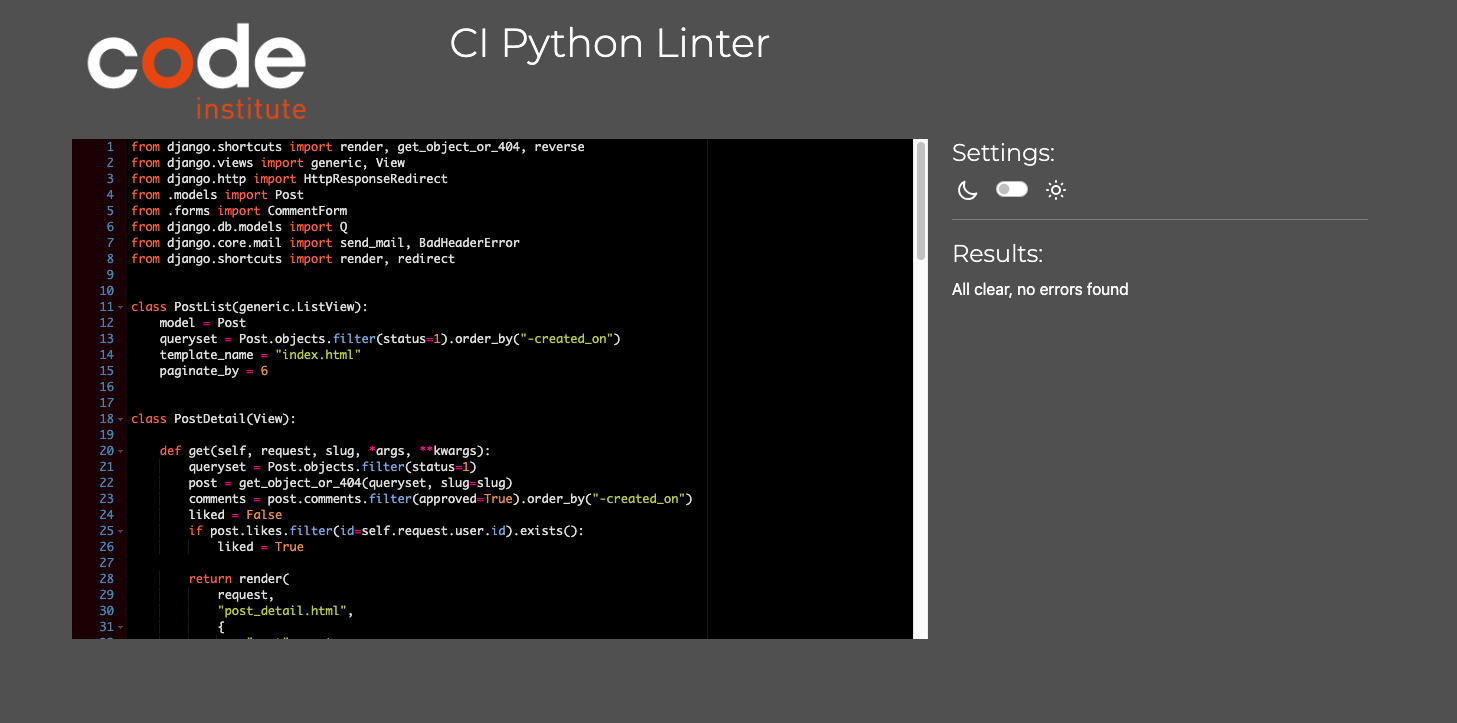 code
institute
CI Python Linter
1 from django.shortcuts import render, get_object_or_404, reverse
2 from django.views import generic, View
3 from django.http import HttpResponseRedirect
4 from .models import Post
5 from .forms import CommentForm
6 from django.db.models import Q
7 from django.core.mail import send_mail, BadHeaderError
8 from django.shortcuts import render, redirect
9
10
11 class PostList(generic.ListView):
12     model = Post
13     queryset = Post.objects.filter(status=1).order_by("-created_on")
14     template_name = "index.html"
15     paginate_by = 6
16
17
18 class PostDetail(View):
19
20     def get(self, request, slug, *args, **kwargs):
21         queryset = Post.objects.filter(status=1)
22         post = get_object_or_404(queryset, slug=slug)
23         comments = post.comments.filter(approved=True).order_by("-created_on")
24         liked = False
25         if post.likes.filter(id=self.request.user.id).exists():
26             liked = True
27
28         return render(
29             request,
30             "post_detail.html",
31             {
Settings:
Results:
All clear, no errors found